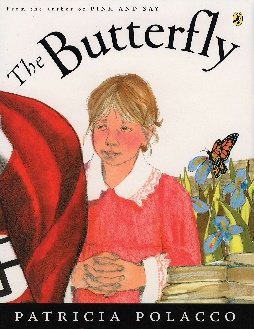 From the author of PINK AND SAY
The Butterfly
PATRICIA POLACCO